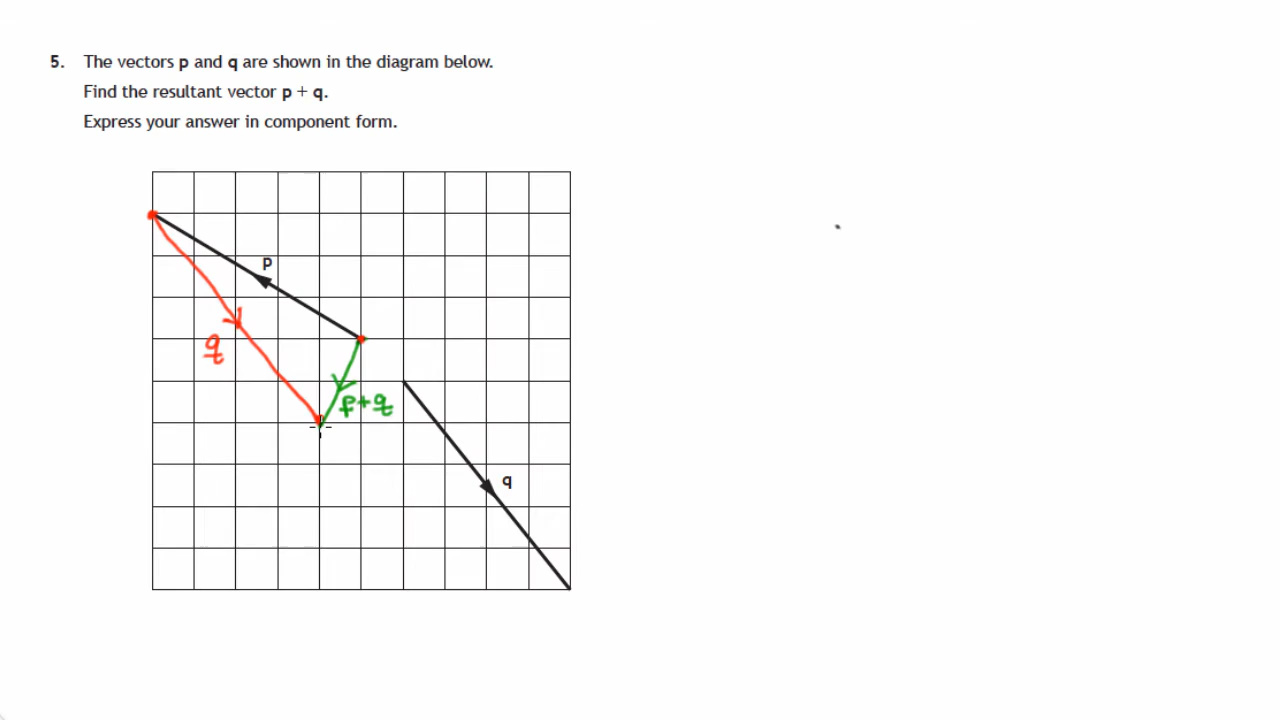 5. The vectors p and q are shown in the diagram below.
Find the resultant vector p + q.
Express your answer in component form.
p
q
p+q
q